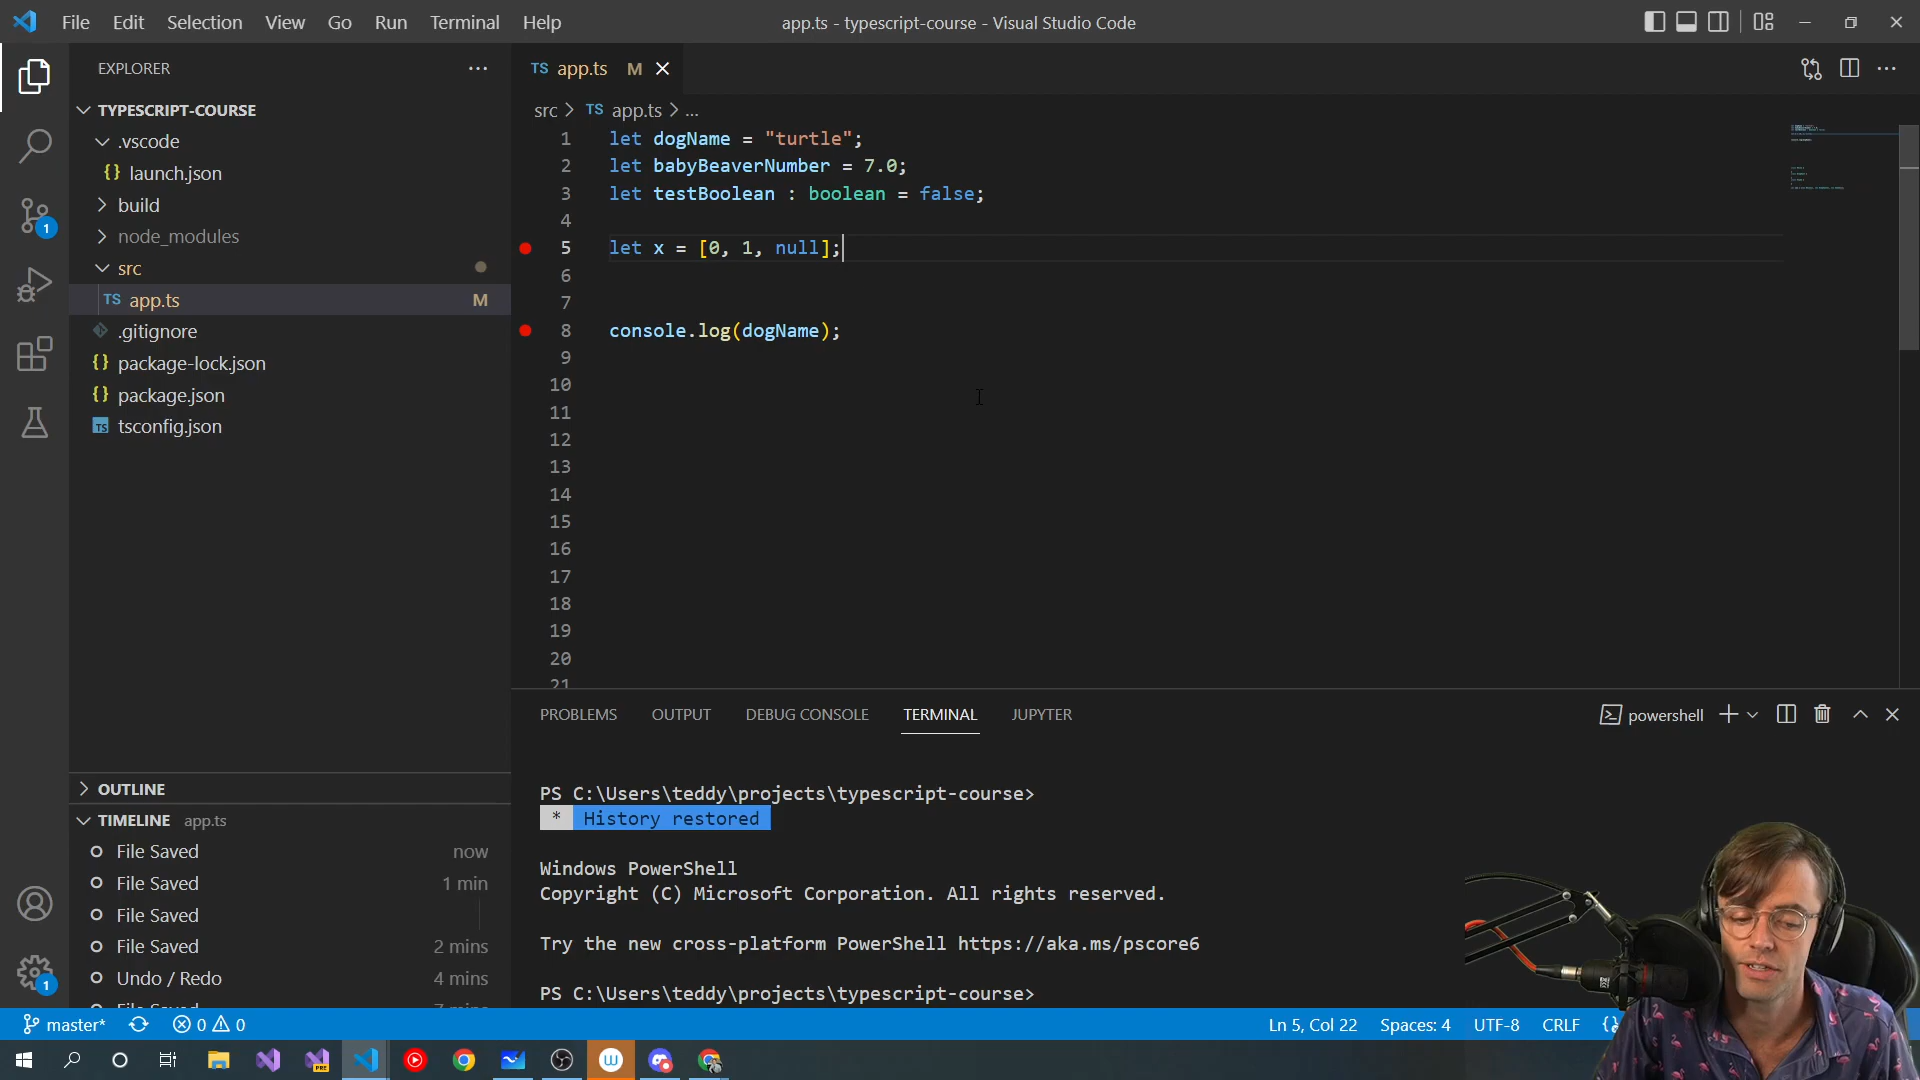 File Edit Selection View Go Run Terminal Help
app.ts - typescript-course - Visual Studio Code
EXPLORER
TYPESCRIPT-COURSE
.vscode
{} launch.json
build
node_modules
src
TS app.ts M
.gitignore
{} package-lock.json
{} package.json
TS tsconfig.json
OUTLINE
TIMELINE app.ts
File Saved now
File Saved 1 min
File Saved
File Saved 2 mins
Undo / Redo 4 mins
1
1
TS app.ts M
src > TS app.ts > ...
1 let dogName = "turtle";
2 let babyBeaverNumber = 7.0;
3 let testBoolean : boolean = false;
4
5 let x = [0, 1, null];
6
7
8 console.log(dogName);
9
10
11
12
13
14
15
16
17
18
19
20
21
PROBLEMS OUTPUT DEBUG CONSOLE TERMINAL JUPYTER
powershell
PS C:\Users\teddy\projects\typescript-course>
* History restored
Windows PowerShell
Copyright (C) Microsoft Corporation. All rights reserved.
Try the new cross-platform PowerShell https://aka.ms/pscore6
PS C:\Users\teddy\projects\typescript-course>
master* 0 0
Ln 5, Col 22 Spaces: 4 UTF-8 CRLF {}